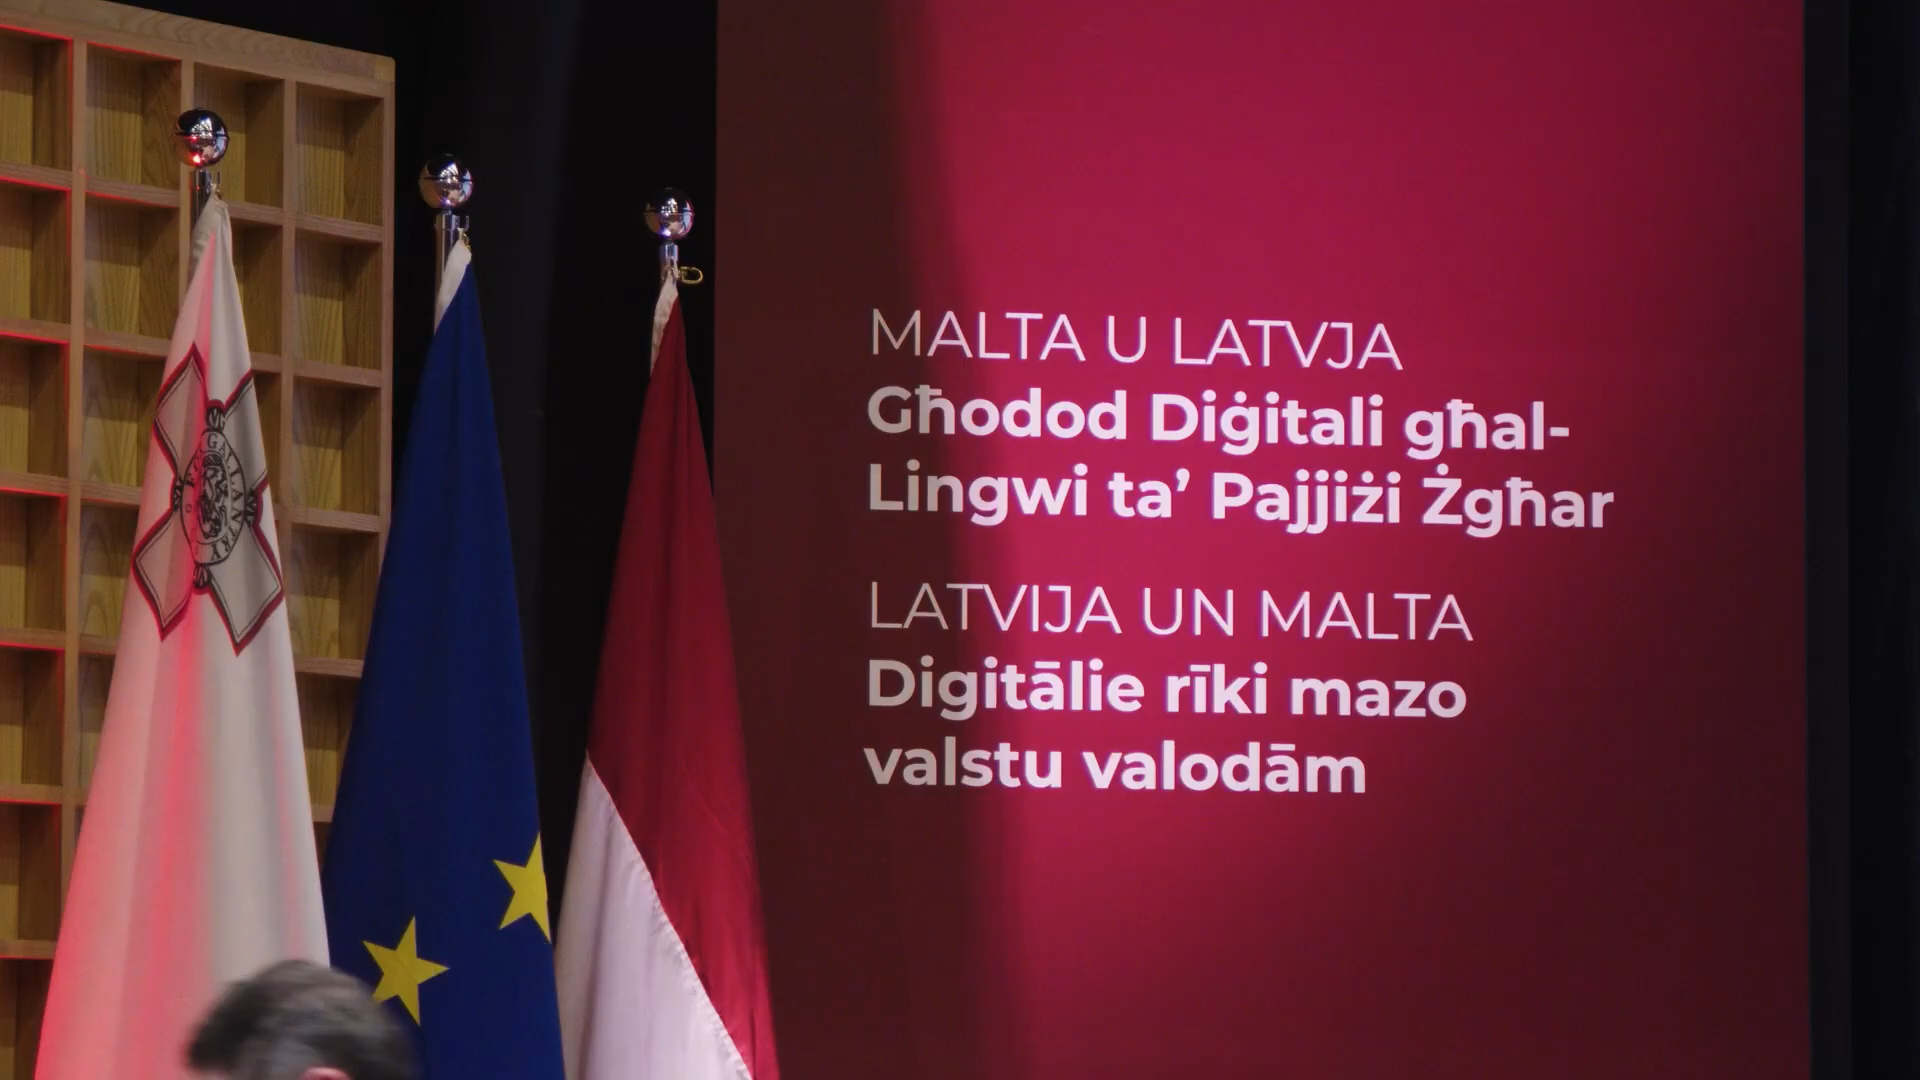 MALTA U LATVJA
Għodod Diġitali għal-
Lingwi ta’ Pajjiżi Żgħar
LATVIJA UN MALTA
Digitālie rīki mazo
valstu valodām